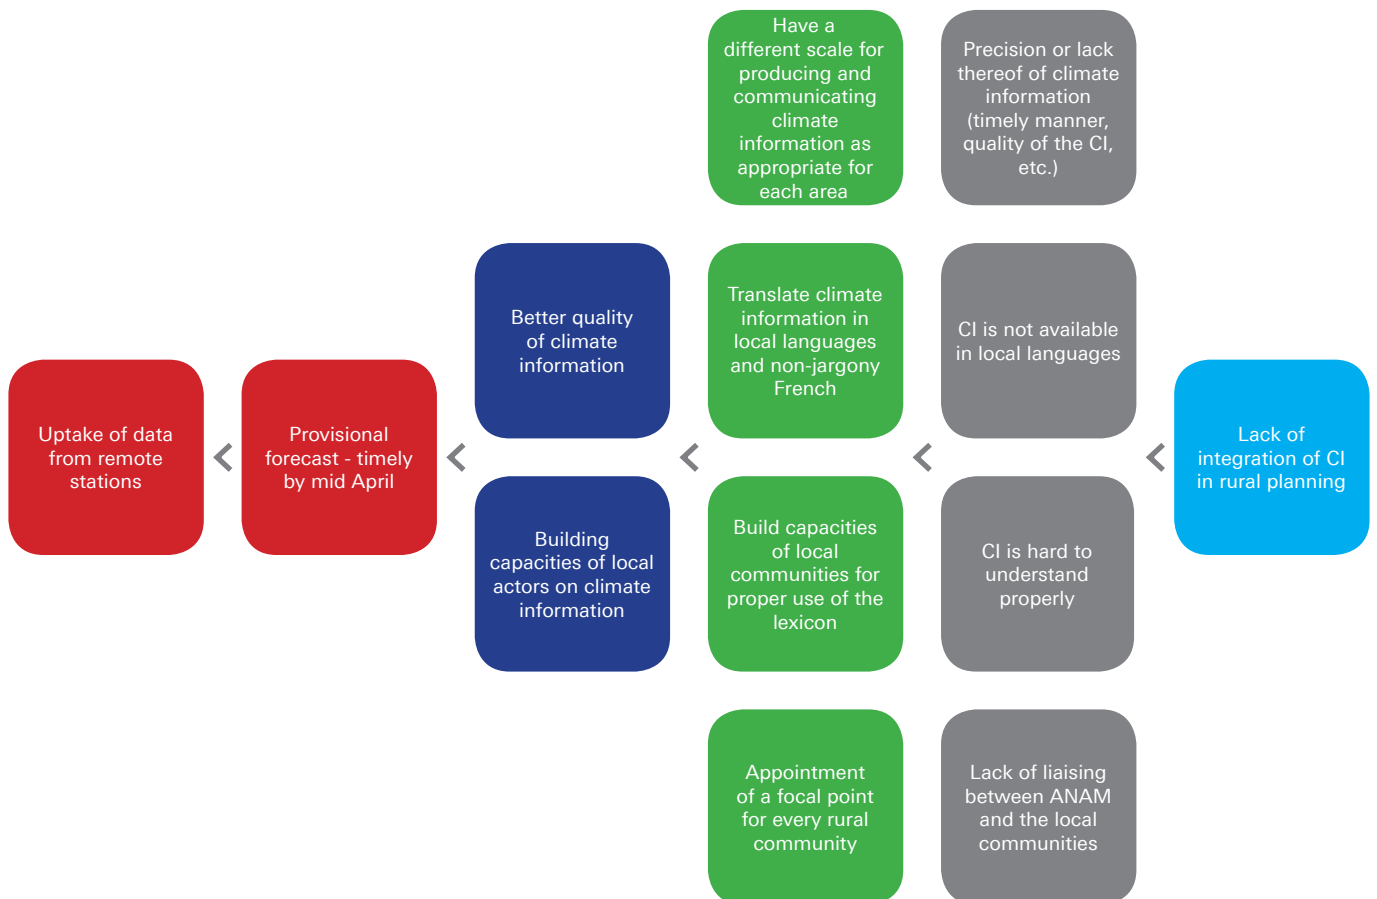 Have a
different scale for
producing and
communicating
climate
information as
appropriate for
each area
Precision or lack
thereof of climate
information
(timely manner,
quality of the CI,
etc.)
Better quality
of climate
information
Translate climate
information in
local languages
and non-jargony
French
CI is not available
in local languages
Uptake of data
from remote
stations
Provisional
forecast - timely
by mid April
Lack of
integration of CI
in rural planning
Building
capacities of local
actors on climate
information
Build capacities
of local
communities for
proper use of the
lexicon
CI is hard to
understand
properly
Appointment
of a focal point
for every rural
community
Lack of liaising
between ANAM
and the local
communities